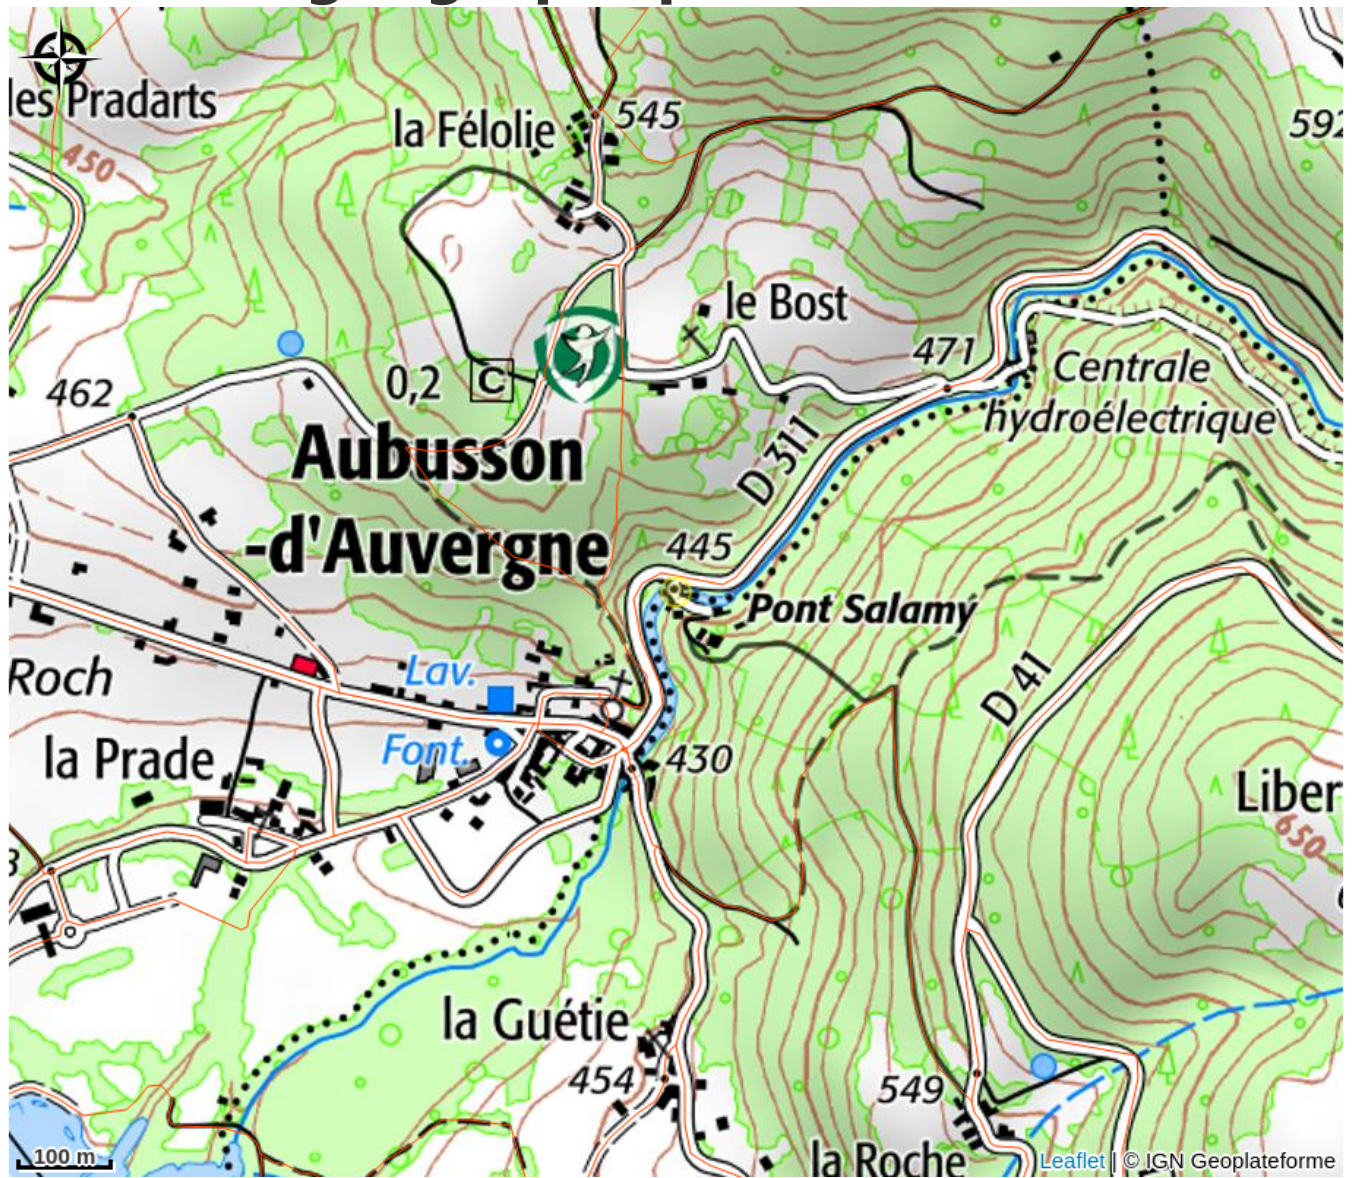 les Pradarts
la Félolie
545
592
450
le Bost
471
462
0,2
C
Centrale
hydroélectrique
Aubusson
-d'Auvergne
D 311
445
Pont Salamy
Roch
Lav.
D 41
Font.
430
la Prade
Liber
650
la Guétie
454
549
la Roche
100 m
Leaflet | © IGN Geoplateforme